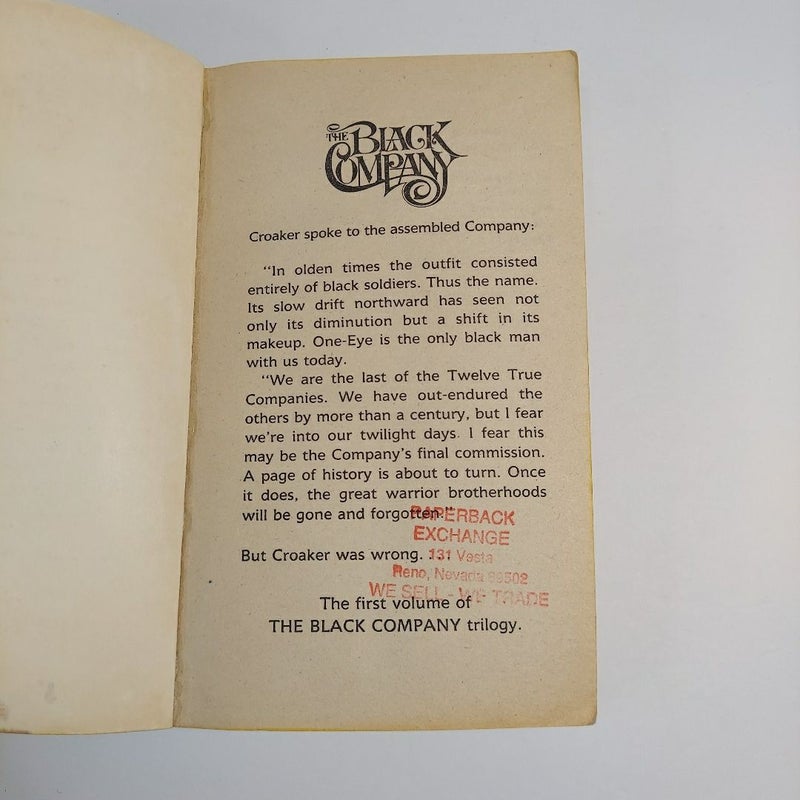 THE BLACK
COMPANY
Croaker spoke to the assembled Company:
"In olden times the outfit consisted
entirely of black soldiers. Thus the name.
Its slow drift northward has seen not
only its diminution but a shift in its
makeup. One-Eye is the only black man
with us today.
"We are the last of the Twelve True
Companies. We have out-endured the
others by more than a century, but I fear
we're into our twilight days. I fear this
may be the Company's final commission.
A page of history is about to turn. Once
it does, the great warrior brotherhoods
will be gone and forgotten."
PAPERBACK
EXCHANGE
But Croaker was wrong.
131 Vesta
Reno, Nevada 89502
WE SELL - WE TRADE
The first volume of
THE BLACK COMPANY trilogy.